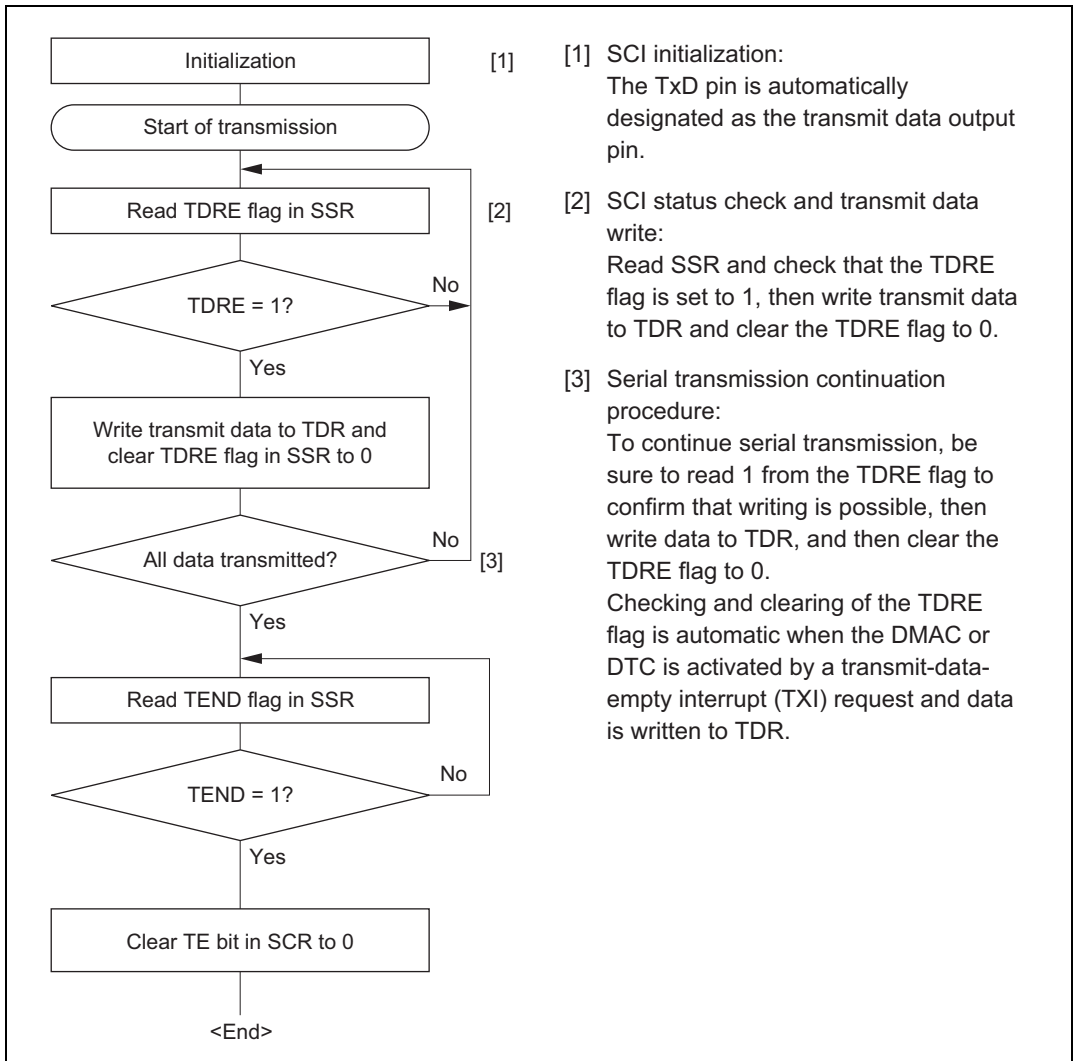 Initialization
[1]
Start of transmission
Read TDRE flag in SSR
[2]
No
TDRE = 1?
Yes
Write transmit data to TDR and
clear TDRE flag in SSR to 0
No
All data transmitted?
[3]
Yes
Read TEND flag in SSR
No
TEND = 1?
Yes
Clear TE bit in SCR to 0
<End>
[1] SCI initialization:
The TxD pin is automatically
designated as the transmit data output
pin.
[2] SCI status check and transmit data
write:
Read SSR and check that the TDRE
flag is set to 1, then write transmit data
to TDR and clear the TDRE flag to 0.
[3] Serial transmission continuation
procedure:
To continue serial transmission, be
sure to read 1 from the TDRE flag to
confirm that writing is possible, then
write data to TDR, and then clear the
TDRE flag to 0.
Checking and clearing of the TDRE
flag is automatic when the DMAC or
DTC is activated by a transmit-data-
empty interrupt (TXI) request and data
is written to TDR.